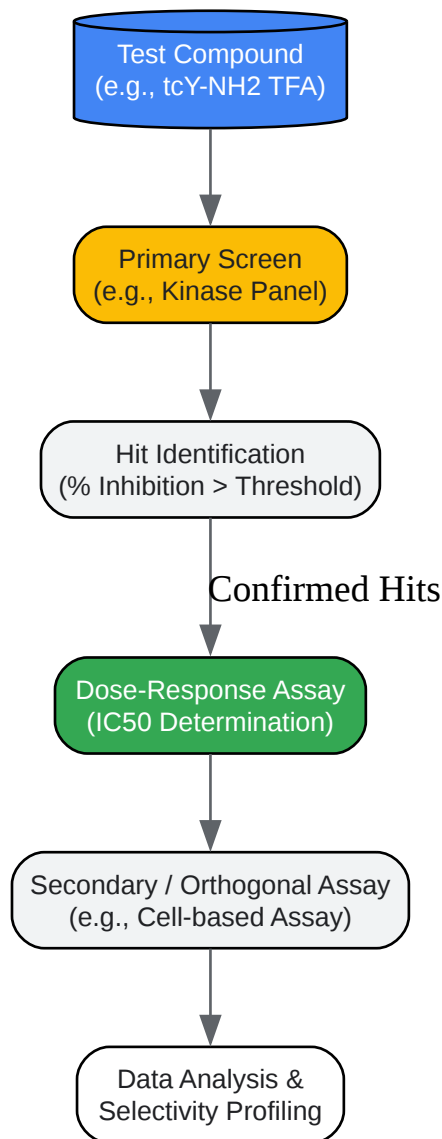 Test Compound
(e.g., tcY-NH2 TFA)
Primary Screen
(e.g., Kinase Panel)
Hit Identification
(% Inhibition > Threshold)
Confirmed Hits
Dose-Response Assay
(IC50 Determination)
Secondary / Orthogonal Assay
(e.g., Cell-based Assay)
Data Analysis &
Selectivity Profiling